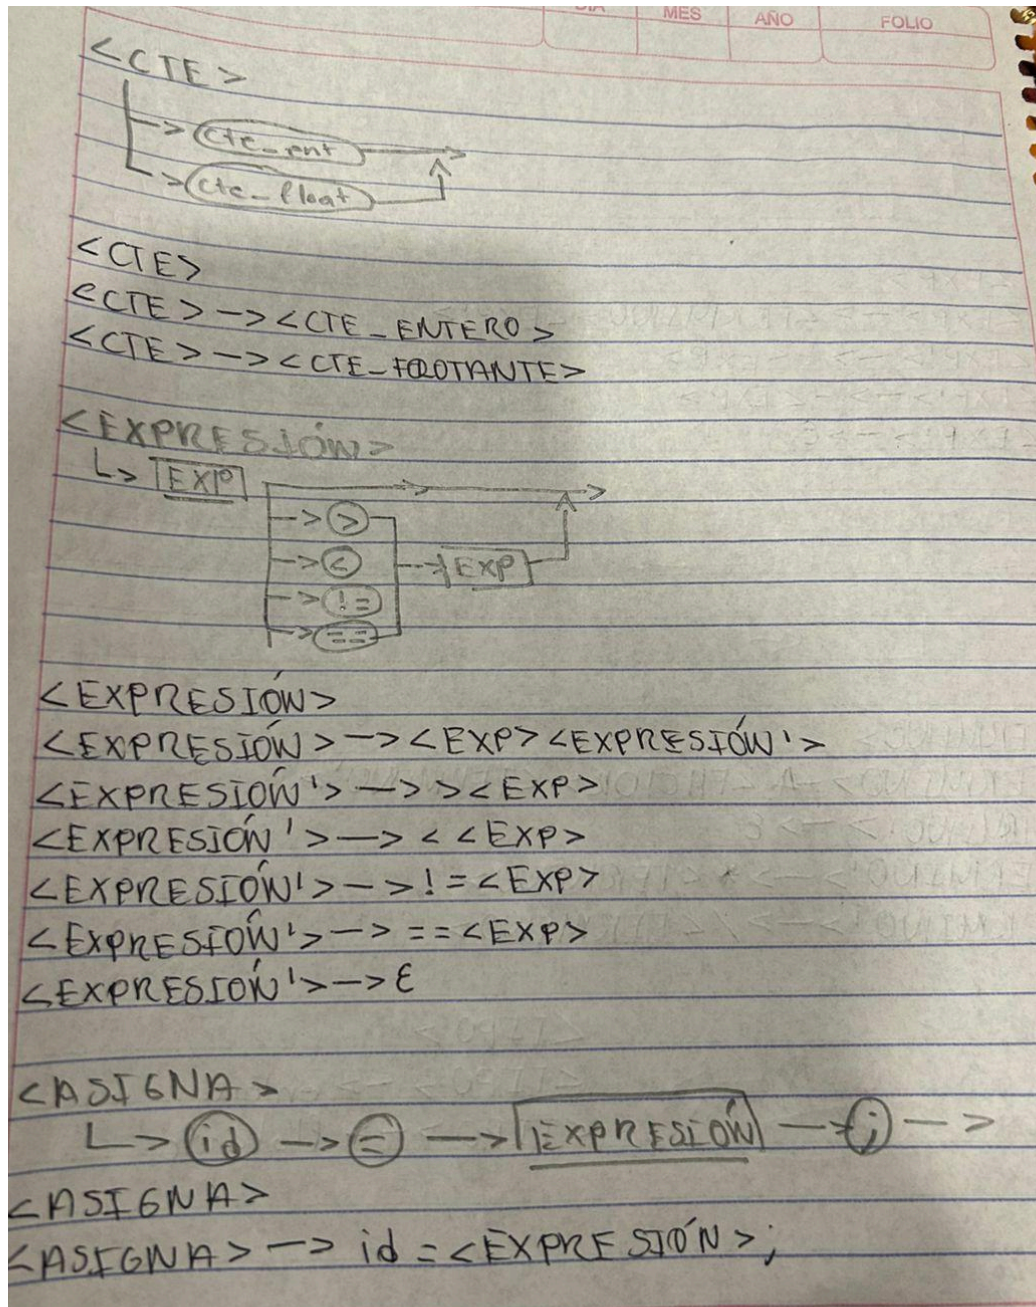 DIA MES AÑO FOLIO
<CTE>
-> cte_ent ->
-> cte_float
<CTE>
<CTE> -> <CTE_ENTERO>
<CTE> -> <CTE_FLOTANTE>
<EXPRESIÓN>
-> EXP ->
-> >
-> < -> EXP
-> !=
-> ==
<EXPRESIÓN>
<EXPRESIÓN> -> <EXP> <EXPRESIÓN'>
<EXPRESIÓN'> -> > <EXP>
<EXPRESIÓN'> -> < <EXP>
<EXPRESIÓN'> -> != <EXP>
<EXPRESIÓN'> -> == <EXP>
<EXPRESIÓN'> -> ε
<ASIGNA>
-> id -> = -> EXPRESIÓN -> ; ->
<ASIGNA>
<ASIGNA> -> id = <EXPRESIÓN>;